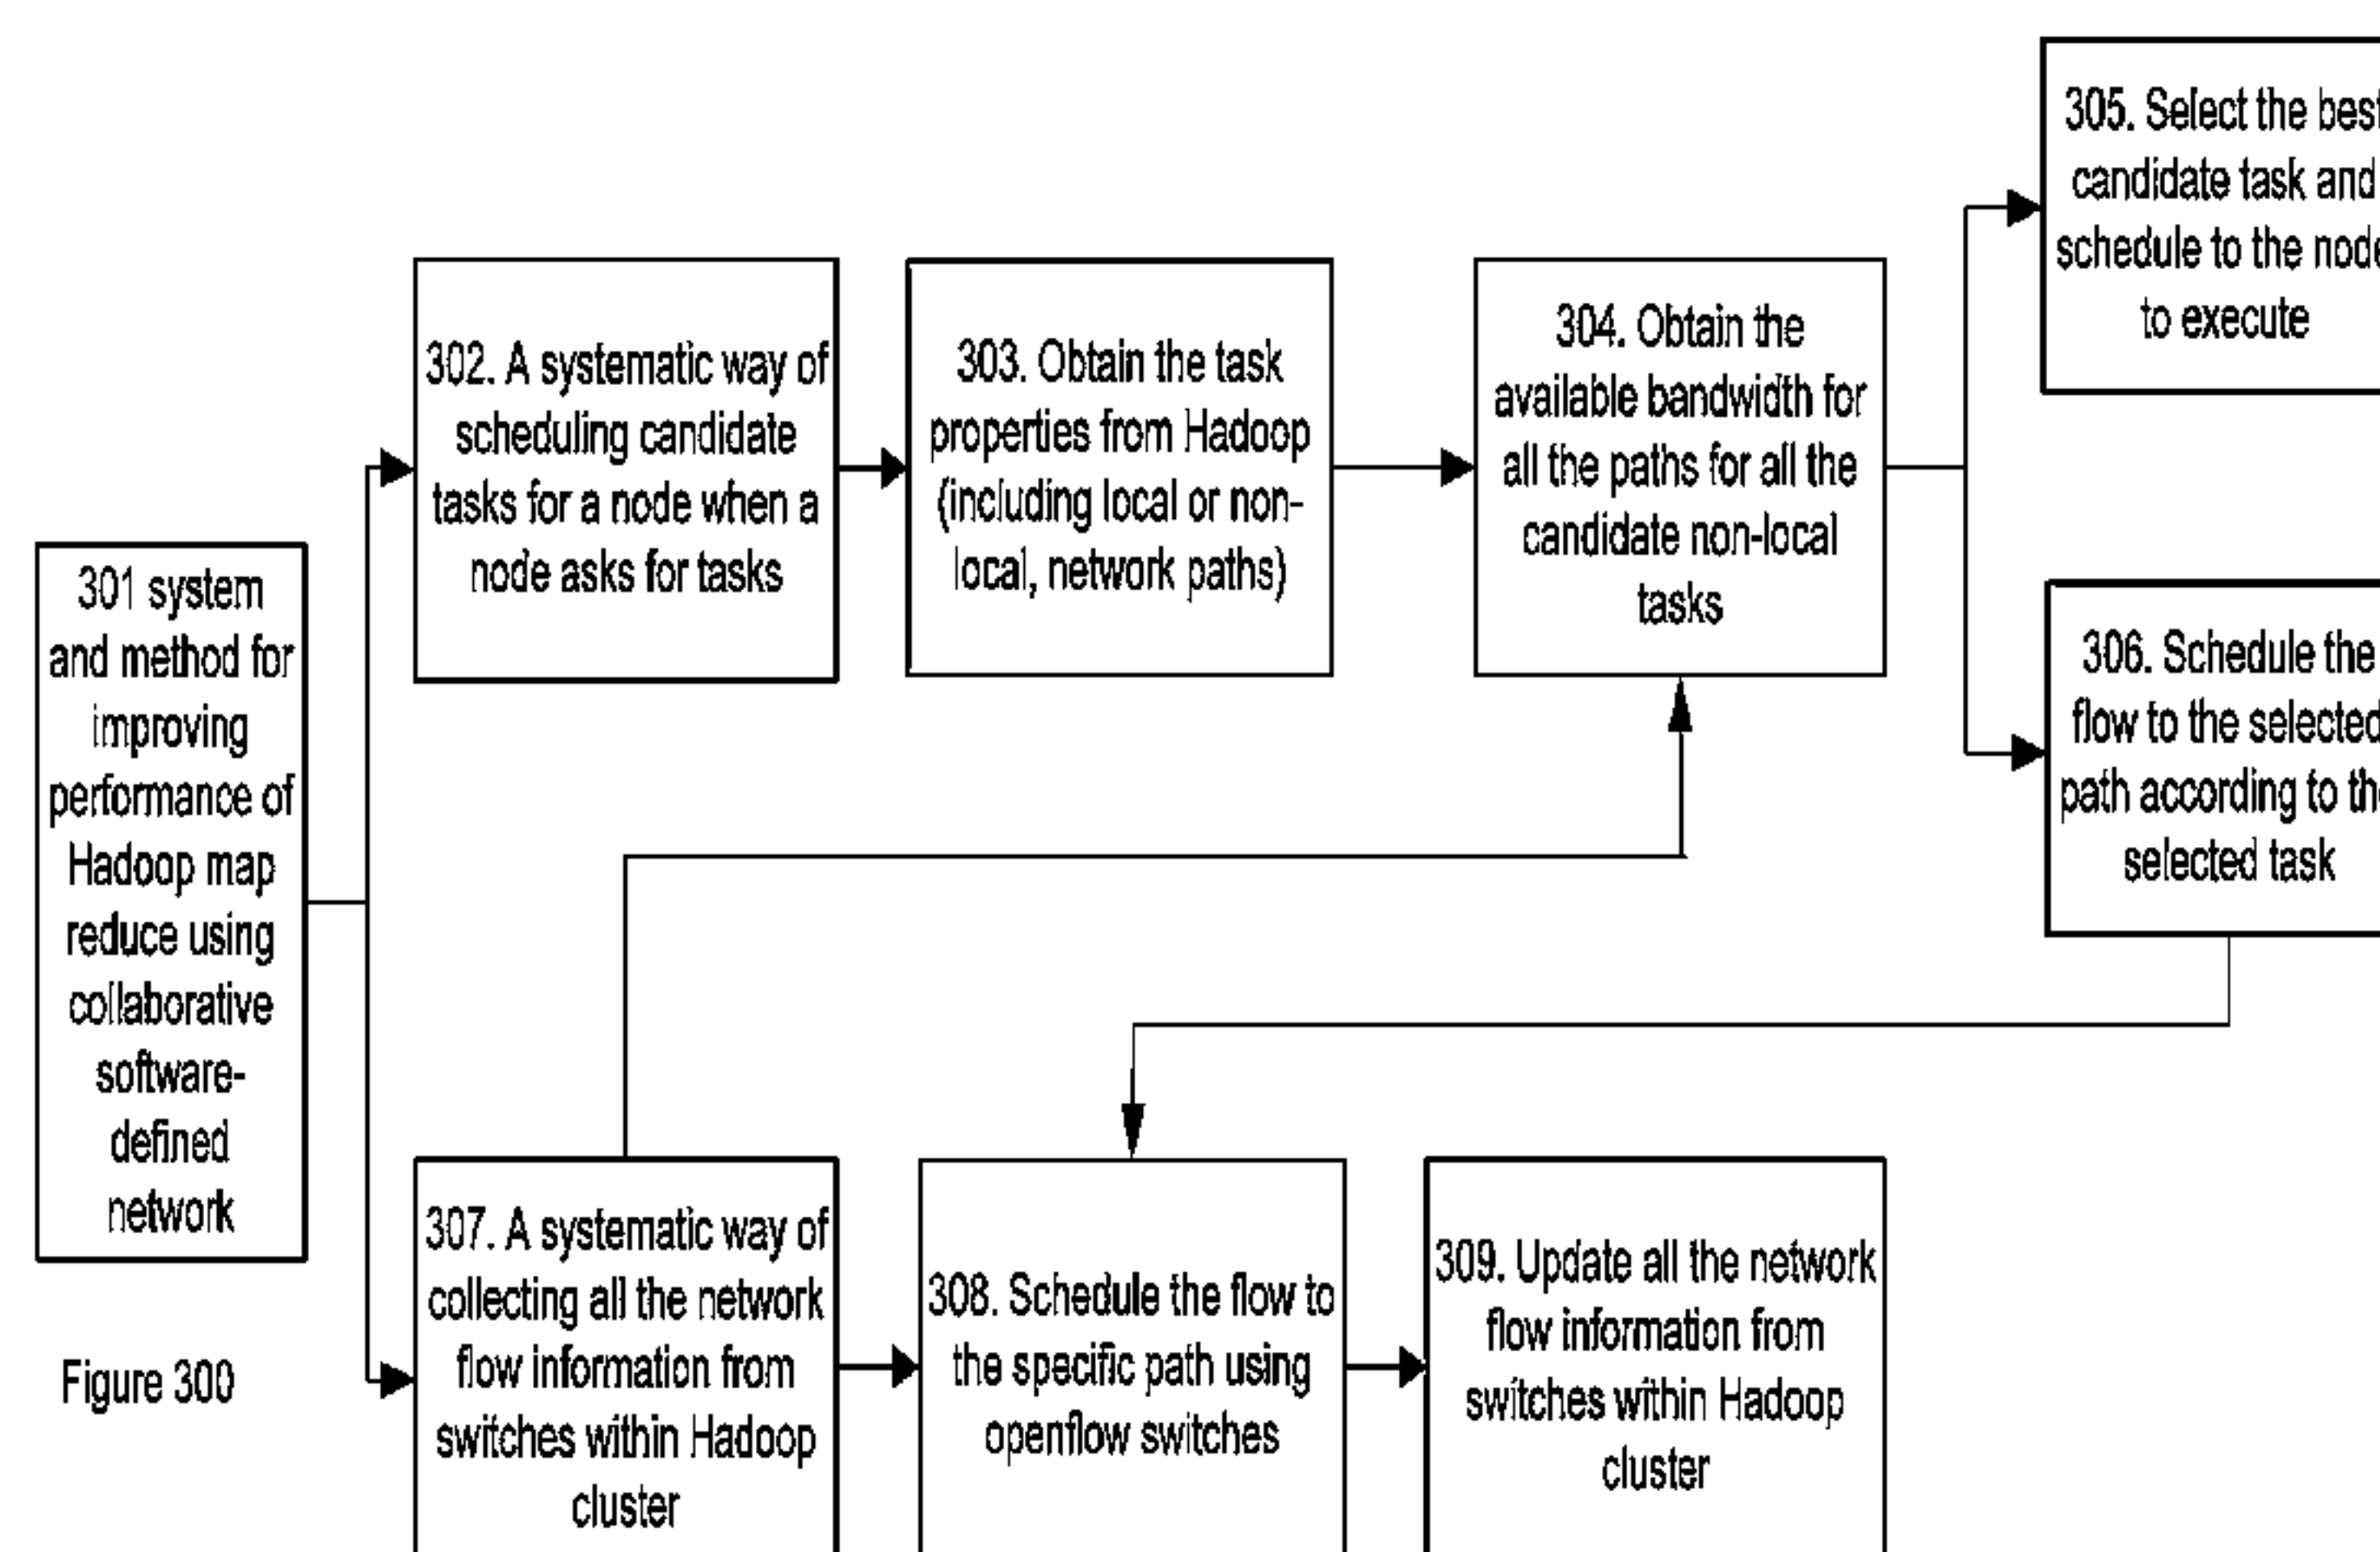 301 system
and method for
improving
performance of
Hadoop map
reduce using
collaborative
software-
defined
network
302. A systematic way of
scheduling candidate
tasks for a node when a
node asks for tasks
303. Obtain the task
properties from Hadoop
(including local or non-
local, network paths)
304. Obtain the
available bandwidth for
all the paths for all the
candidate non-local
tasks
305. Select the best
candidate task and
schedule to the node
to execute
306. Schedule the
flow to the selected
path according to the
selected task
307. A systematic way of
collecting all the network
flow information from
switches within Hadoop
cluster
308. Schedule the flow to
the specific path using
openflow switches
309. Update all the network
flow information from
switches within Hadoop
cluster
Figure 300